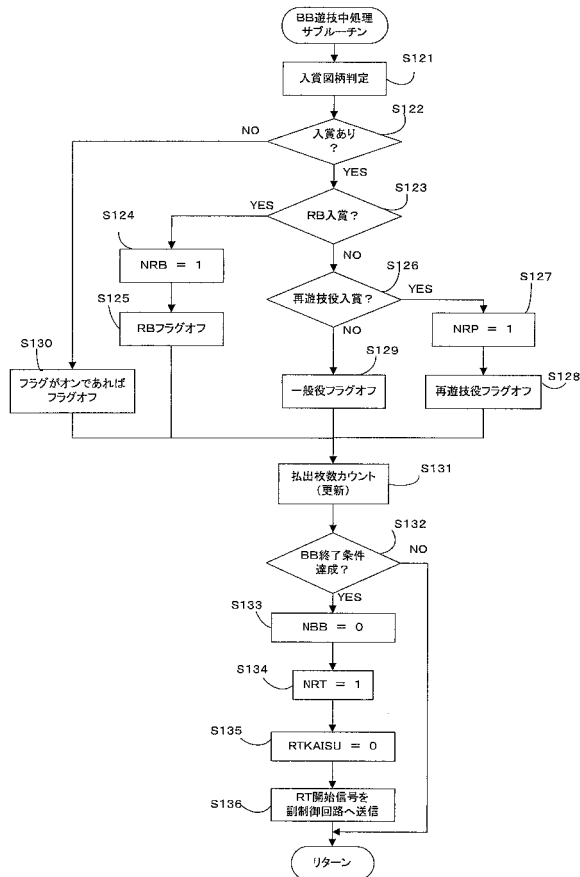 BB遊技中処理
サブルーチン
S121
入賞図柄判定
S122
NO
入賞あり
?
YES
S123
YES
RB入賞?
S124
NO
NRB = 1
S126
S127
再遊技役入賞?
YES
S125
NRP = 1
RBフラグオフ
NO
S130
S129
S128
フラグがオンであれば
フラグオフ
一般役フラグオフ
再遊技役フラグオフ
S131
払出枚数カウント
(更新)
S132
BB終了条件
達成?
NO
YES
S133
NBB = 0
S134
NRT = 1
S135
RTKAISU = 0
S136
RT開始信号を
副制御回路へ送信
リターン